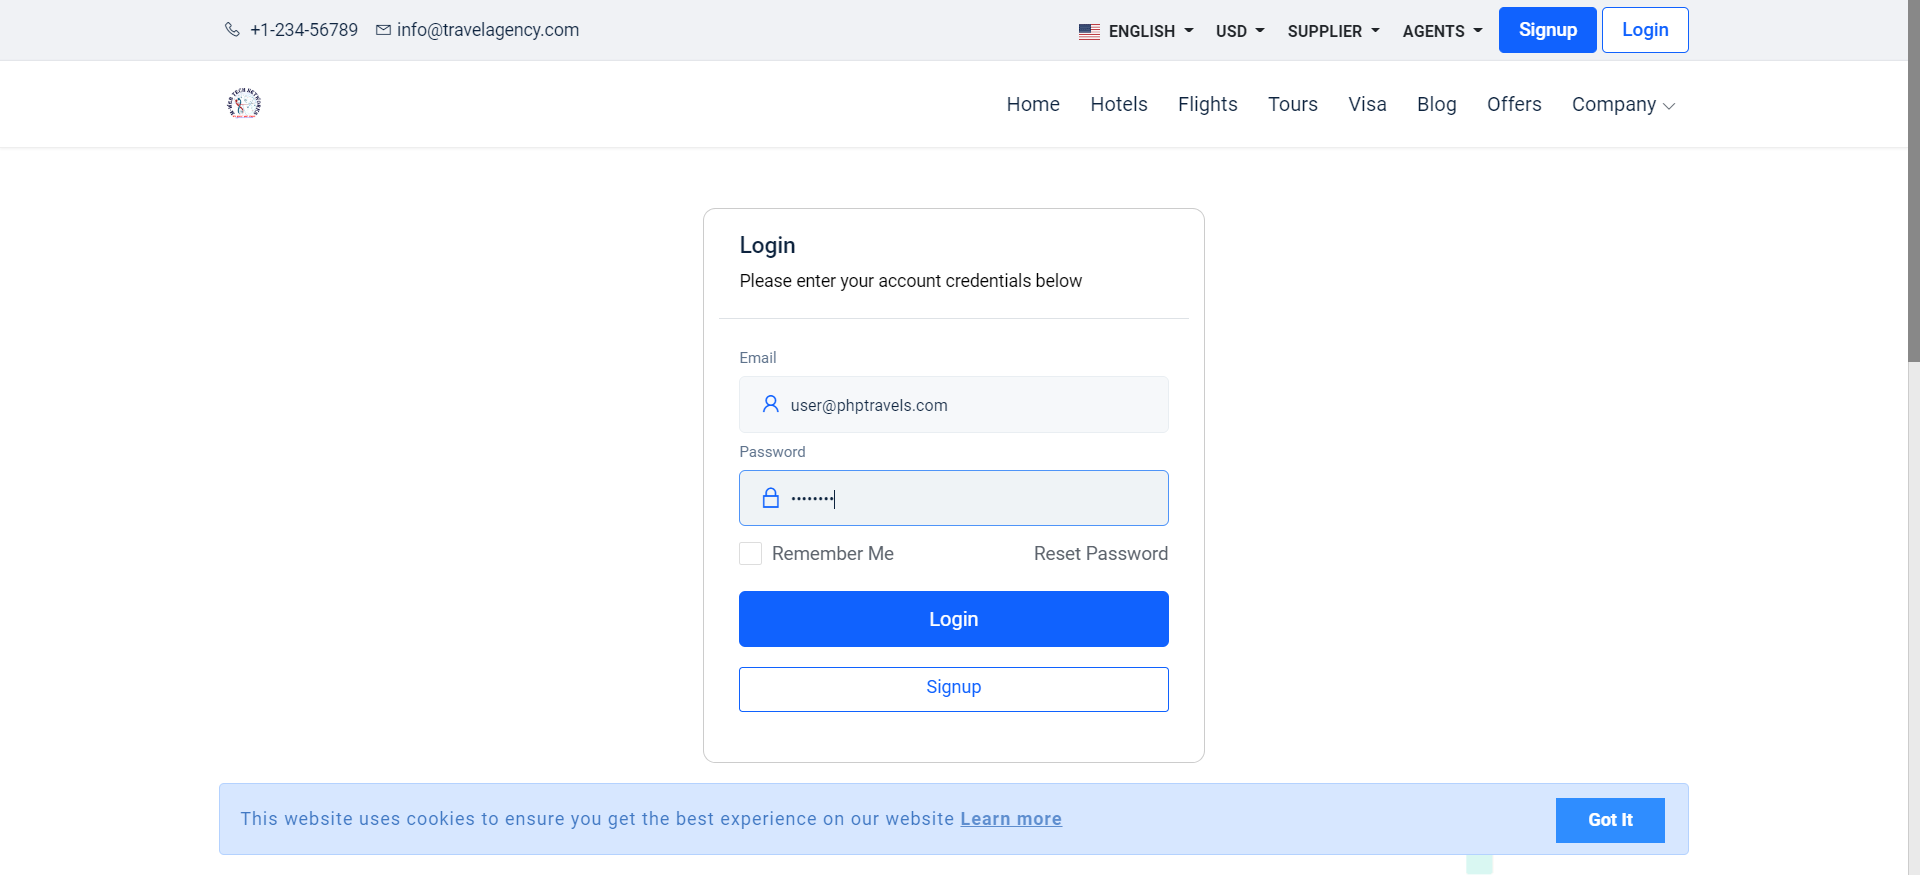 +1-234-56789 info@travelagency.com ENGLISH USD SUPPLIER AGENTS Signup Login
Home Hotels Flights Tours Visa Blog Offers Company
Login
Please enter your account credentials below
Email
user@phptravels.com
Password
••••••••
Remember Me Reset Password
Login
Signup
This website uses cookies to ensure you get the best experience on our website Learn more Got It